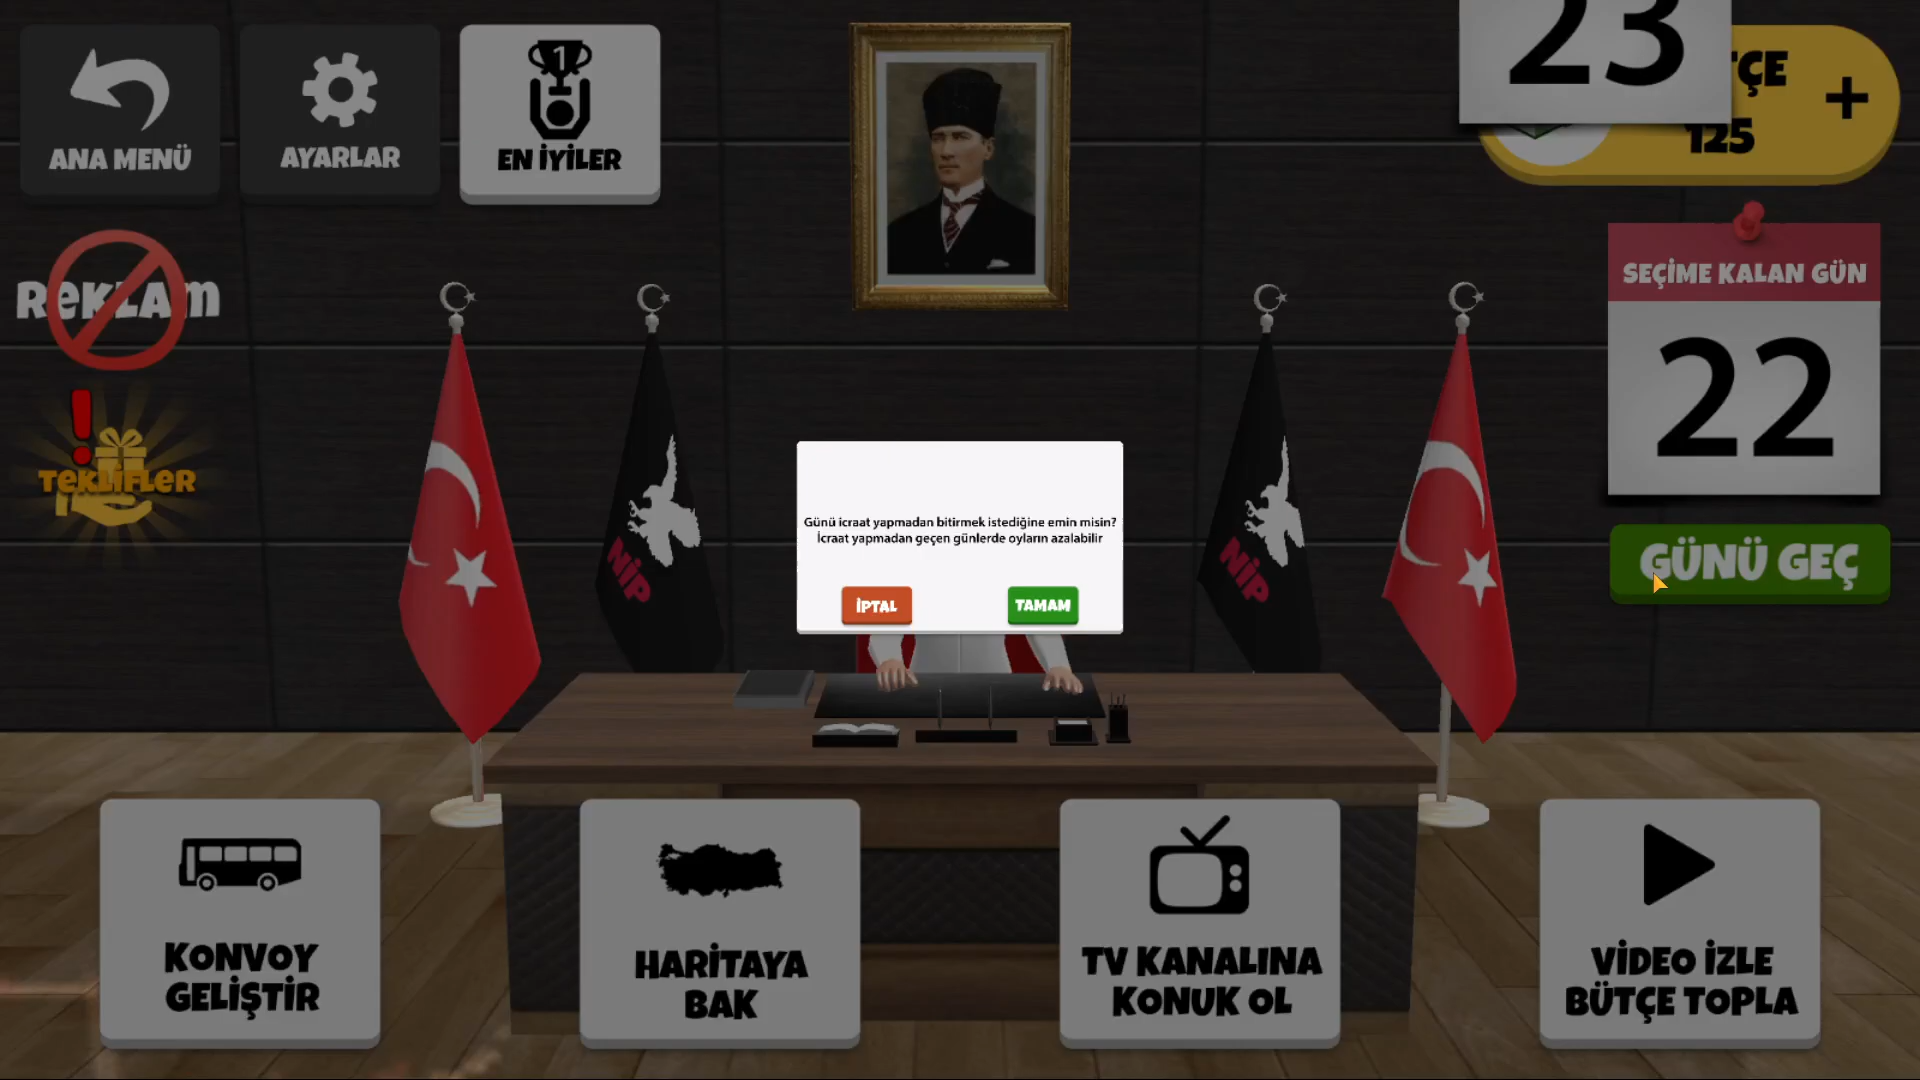 ANA MENÜ
AYARLAR
1
EN İYİLER
23
125
REKLAM
TEKLİFLER
SEÇİME KALAN GÜN
22
GÜNÜ GEÇ
NİP
NİP
Günü icraat yapmadan bitirmek istediğine emin misin?
İcraat yapmadan geçen günlerde oyların azalabilir
İPTAL
TAMAM
KONVOY
GELİŞTİR
HARİTAYA
BAK
TV KANALINA
KONUK OL
VİDEO İZLE
BÜTÇE TOPLA